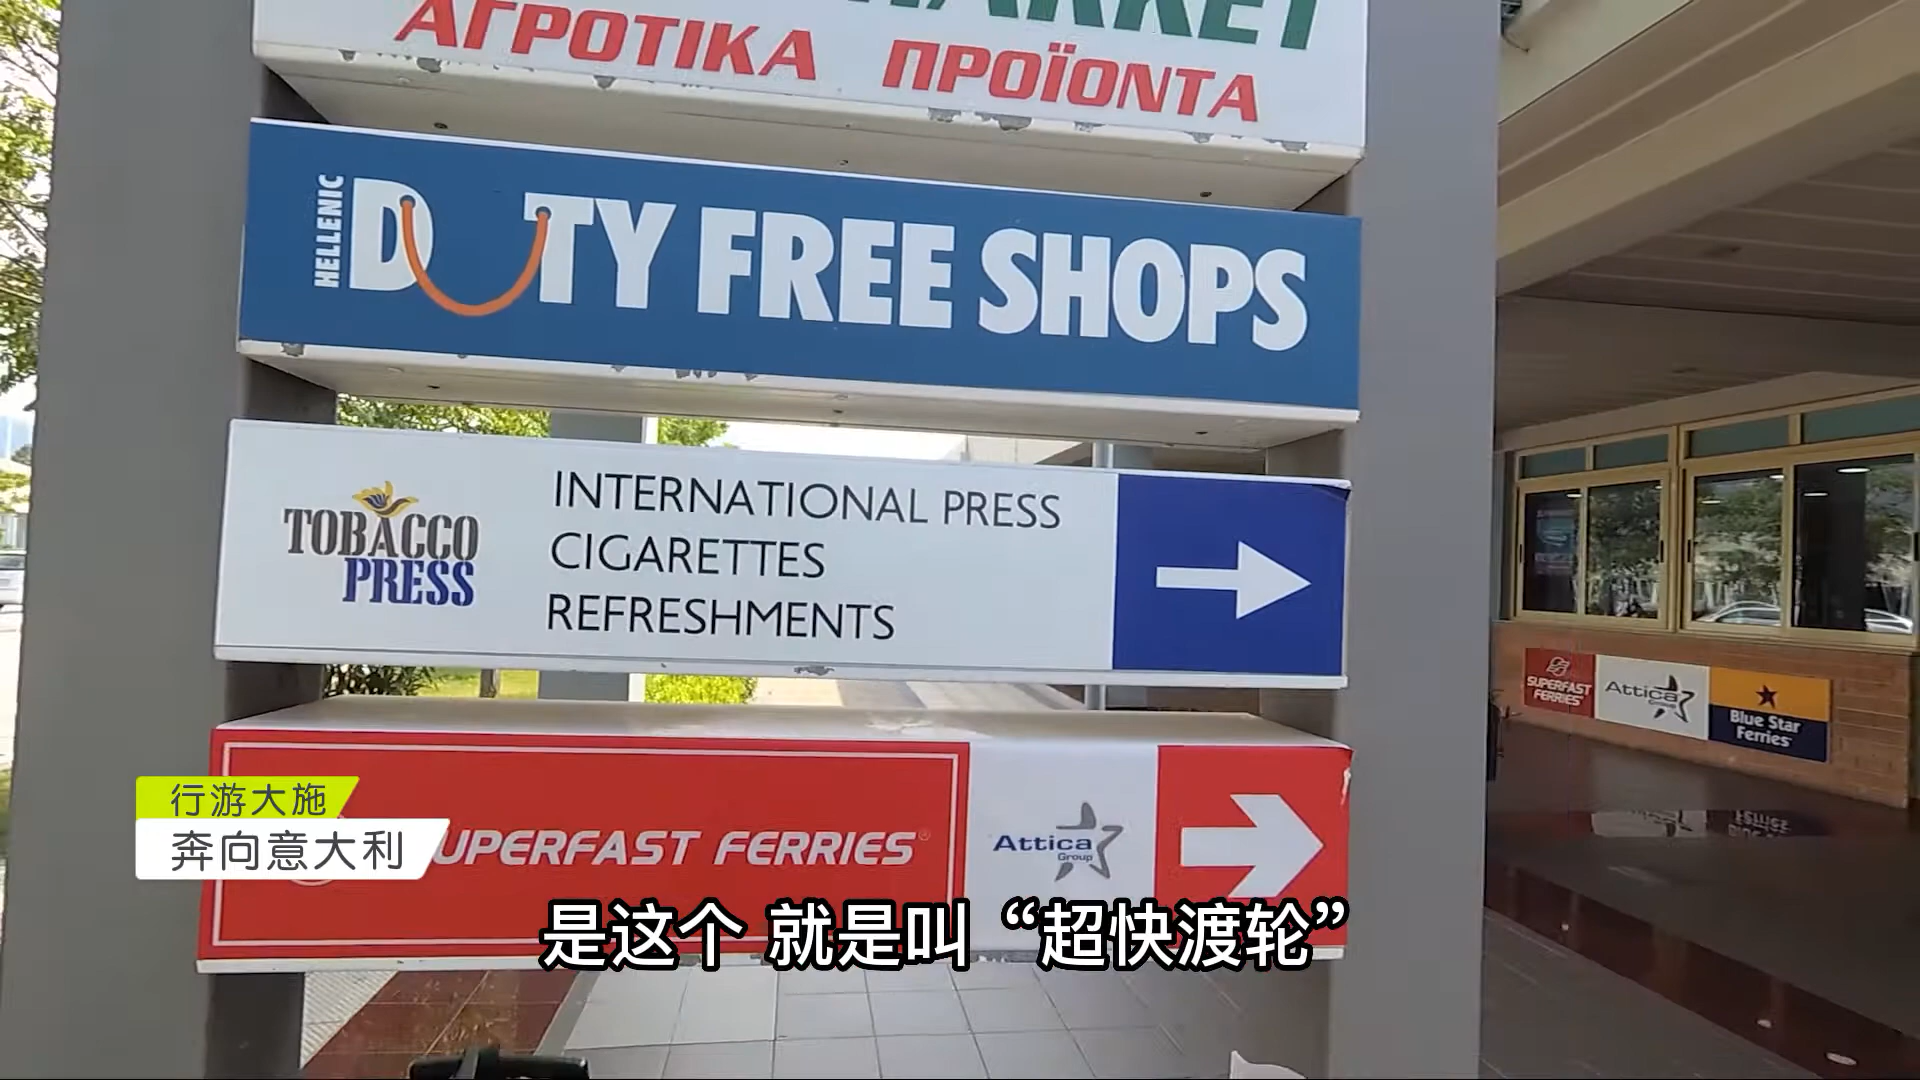 ΑΓΡΟΤΙΚΑ ΠΡΟΪΟΝΤΑ
HELLENIC
DUTY FREE SHOPS
TOBACCO
PRESS
INTERNATIONAL PRESS
CIGARETTES
REFRESHMENTS
SUPERFAST
FERRIES
Attica
Group
Blue Star
Ferries
行游大施
奔向意大利
UPERFAST FERRIES®
Attica
Group
是这个 就是叫“超快渡轮”